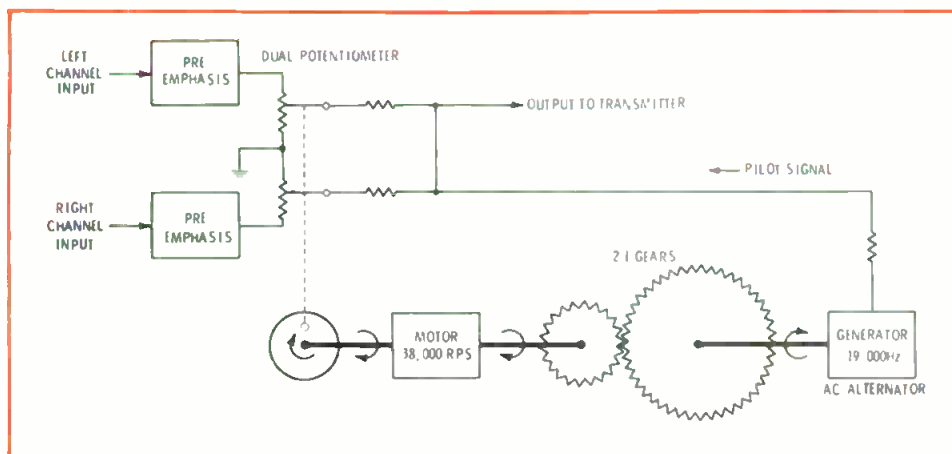 LEFT
CHANNEL
INPUT
PRE
EMPHASIS
DUAL POTENTIOMETER
OUTPUT TO TRANSMITTER
PILOT SIGNAL
RIGHT
CHANNEL
INPUT
PRE
EMPHASIS
2:1 GEARS
MOTOR
38,000 RPS
GENERATOR
19,000Hz
AC ALTERNATOR